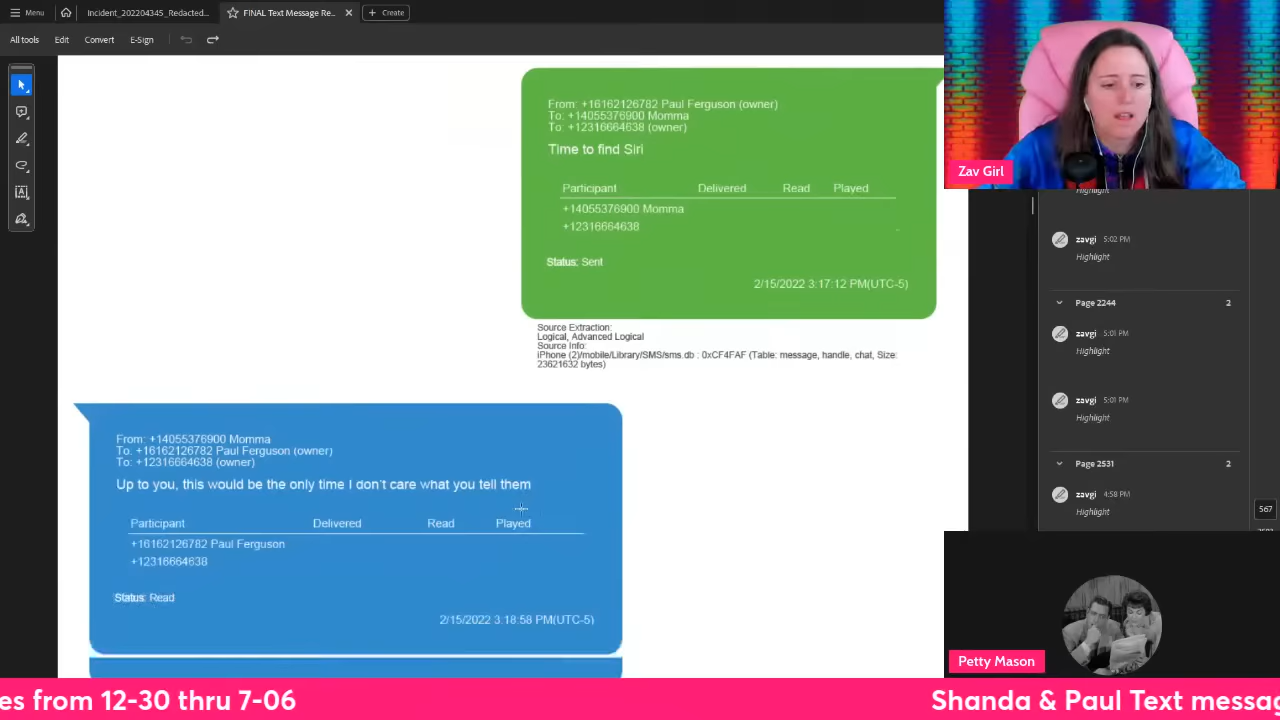 Menu
Incident_202204345_Redacted...
FINAL Text Message Re...
Create
All tools
Edit
Convert
E-Sign
From: +16162126782 Paul Ferguson (owner)
To: +14055376900 Momma
To: +12316664638 (owner)
Time to find Siri
Participant Delivered Read Played
+14055376900 Momma
+12316664638
Status: Sent
2/15/2022 3:17:12 PM(UTC-5)
Source Extraction:
Logical, Advanced Logical
Source Info:
iPhone (2)/mobile/Library/SMS/sms.db : 0xCF4FAF (Table: message, handle, chat, Size:
23621632 bytes)
From: +14055376900 Momma
To: +16162126782 Paul Ferguson (owner)
To: +12316664638 (owner)
Up to you, this would be the only time I don't care what you tell them
Participant Delivered Read Played
+16162126782 Paul Ferguson
+12316664638
Status: Read
2/15/2022 3:18:58 PM(UTC-5)
Zav Girl
Highlight
zavgi 5:02 PM
Highlight
Page 2244 2
zavgi 5:01 PM
Highlight
zavgi 5:01 PM
Highlight
Page 2531 2
zavgi 4:58 PM
Highlight
567
Petty Mason
es from 12-30 thru 7-06
Shanda & Paul Text messag